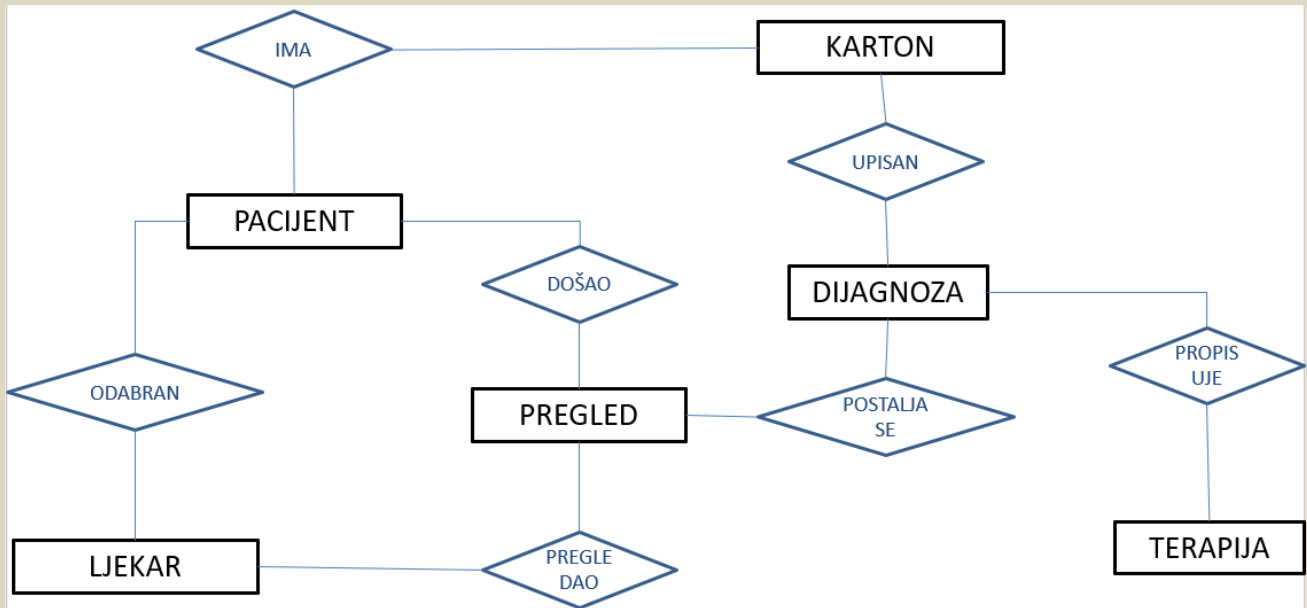 IMA
KARTON
UPISAN
PACIJENT
DOŠAO
DIJAGNOZA
PROPIS
UJE
ODABRAN
PREGLED
POSTALJA
SE
LJEKAR
PREGLE
DAO
TERAPIJA